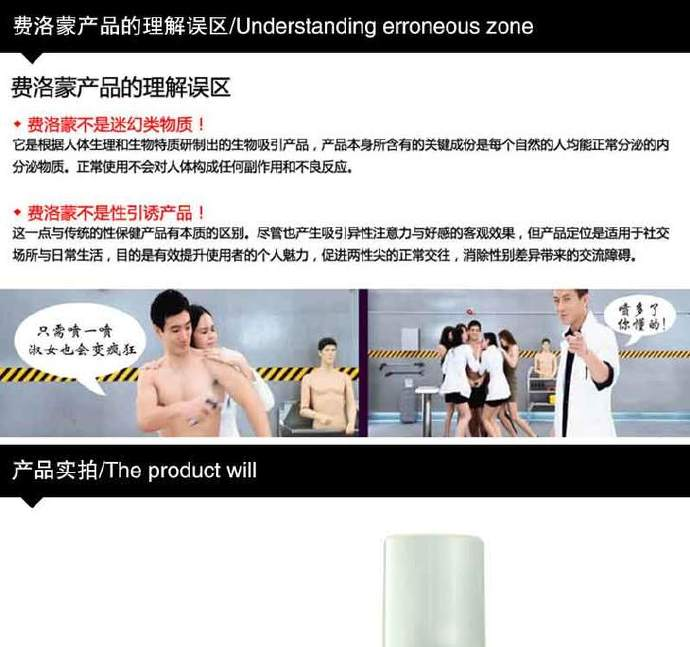 费洛蒙产品的理解误区/Understanding erroneous zone
费洛蒙产品的理解误区
费洛蒙不是迷幻类物质！
它是根据人体生理和生物特质研制出的生物吸引产品，产品本身所含有的关键成份是每个自然的人均能正常分泌的内
分泌物质。正常使用不会对人体构成任何副作用和不良反应。
费洛蒙不是性引诱产品！
这一点与传统的性保健产品有本质的区别。尽管也产生吸引异性注意力与好感的客观效果，但产品定位是适用于社交
场所与日常生活，目的是有效提升使用者的个人魅力，促进两性尖的正常交往，消除性别差异带来的交流障碍。
只需喷一喷
淑女也会变疯狂
喷多了
你懂的！
产品实拍/The product will